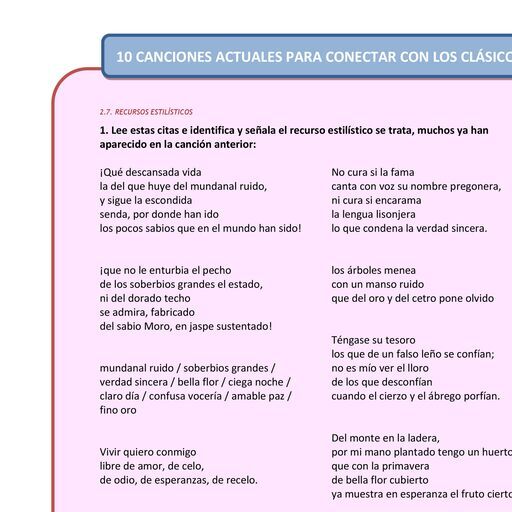 10 CANCIONES ACTUALES PARA CONECTAR CON LOS CLÁSICO
2.7. RECURSOS ESTILÍSTICOS
1. Lee estas citas e identifica y señala el recurso estilístico se trata, muchos ya han
aparecido en la canción anterior:
¡Qué descansada vida
la del que huye del mundanal ruido,
y sigue la escondida
senda, por donde han ido
los pocos sabios que en el mundo han sido!
¡que no le enturbia el pecho
de los soberbios grandes el estado,
ni del dorado techo
se admira, fabricado
del sabio Moro, en jaspe sustentado!
mundanal ruido / soberbios grandes /
verdad sincera / bella flor / ciega noche /
claro día / confusa vocería / amable paz /
fino oro
Vivir quiero conmigo
libre de amor, de celo,
de odio, de esperanzas, de recelo.
No cura si la fama
canta con voz su nombre pregonera,
ni cura si encarama
la lengua lisonjera
lo que condena la verdad sincera.
los árboles menea
con un manso ruido
que del oro y del cetro pone olvido
Téngase su tesoro
los que de un falso leño se confían;
no es mío ver el lloro
de los que desconfían
cuando el cierzo y el ábrego porfían.
Del monte en la ladera,
por mi mano plantado tengo un huerto
que con la primavera
de bella flor cubierto
ya muestra en esperanza el fruto cierto